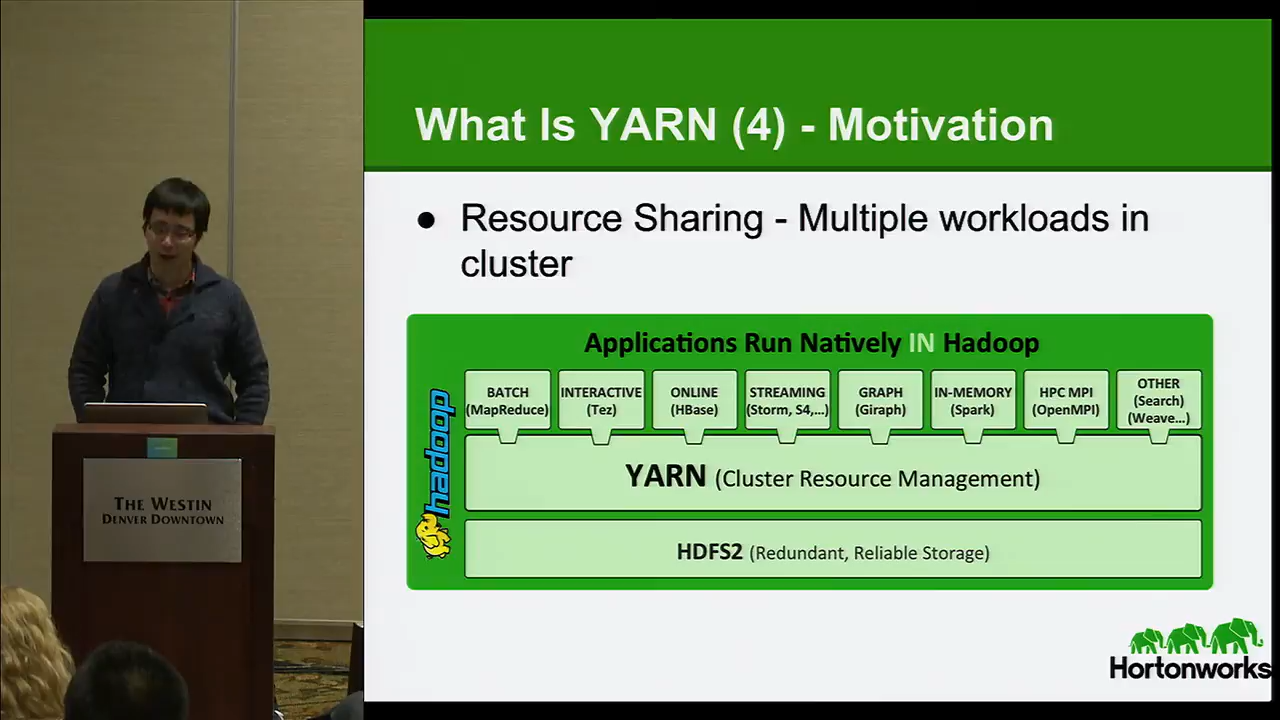 What Is YARN (4) - Motivation
● Resource Sharing - Multiple workloads in
cluster
Applications Run Natively IN Hadoop
BATCH
(MapReduce)
INTERACTIVE
(Tez)
ONLINE
(HBase)
STREAMING
(Storm, S4,...)
GRAPH
(Giraph)
IN-MEMORY
(Spark)
HPC MPI
(OpenMPI)
OTHER
(Search)
(Weave...)
hadoop
YARN (Cluster Resource Management)
HDFS2 (Redundant, Reliable Storage)
Hortonworks
THE WESTIN
DENVER DOWNTOWN